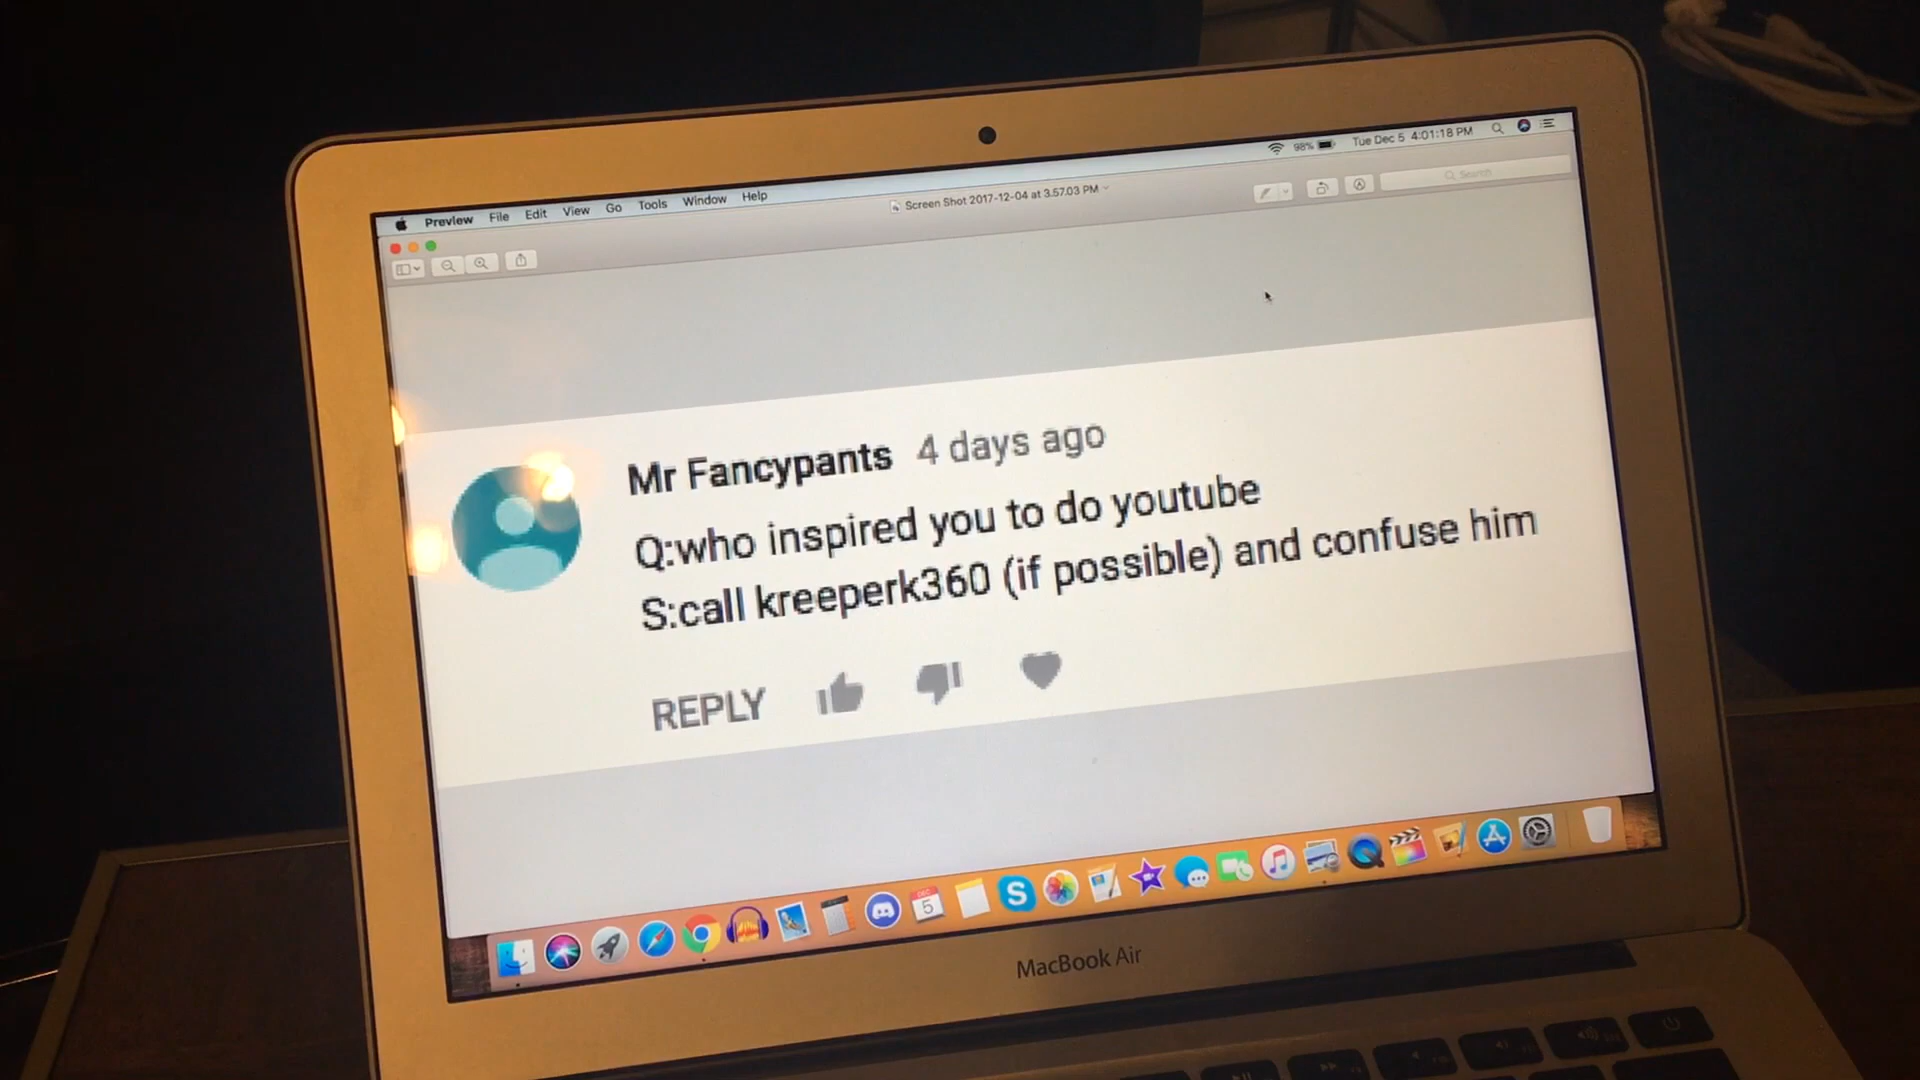 Preview File Edit View Go Tools Window Help
98% Tue Dec 5 4:01:18 PM
Screen Shot 2017-12-04 at 3.57.03 PM
Search
Mr Fancypants 4 days ago
Q:who inspired you to do youtube
S:call kreeperk360 (if possible) and confuse him
REPLY
DEC
5
MacBook Air